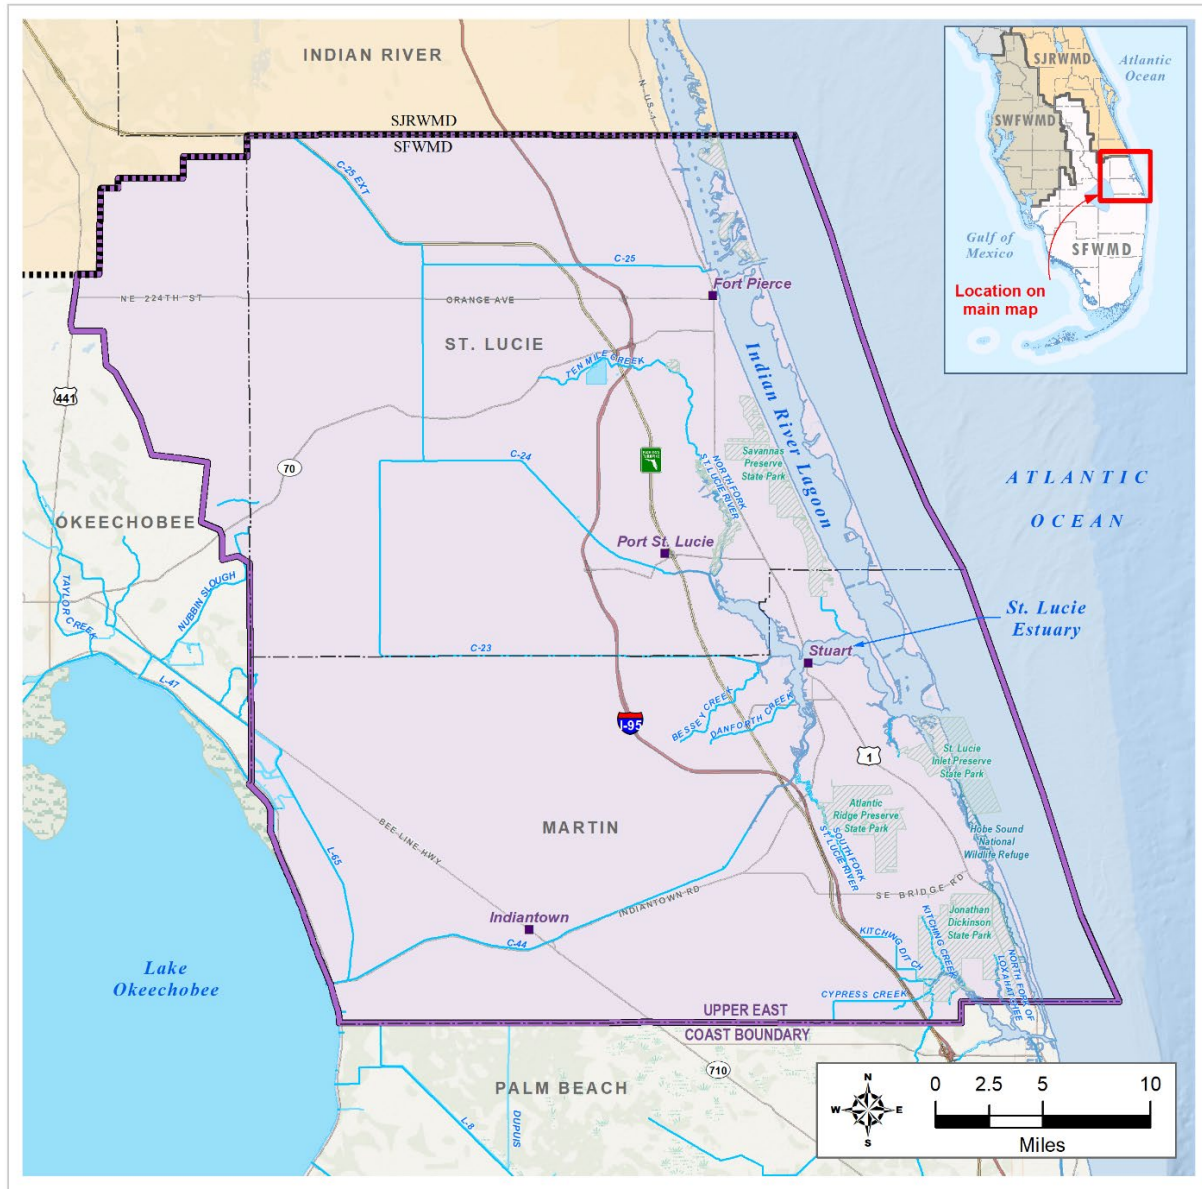 INDIAN RIVER
N US 1
SJRWMD
SFWMD
C-25 EXT
C-25
NE 224TH ST
ORANGE AVE
Fort Pierce
ST. LUCIE
TEN MILE CREEK
441
70
C-24
NORTH FORK
ST. LUCIE RIVER
Savannas
Preserve
State Park
Indian River Lagoon
ATLANTIC
OCEAN
OKEECHOBEE
Port St. Lucie
TAYLOR CREEK
NUBBIN SLOUGH
L-47
C-23
St. Lucie
Estuary
Stuart
BESSEY CREEK
DANFORTH CREEK
I-95
1
St. Lucie
Inlet Preserve
State Park
MARTIN
BEE LINE HWY
L-65
Atlantic
Ridge Preserve
State Park
Hobe Sound
National
Wildlife Refuge
SOUTH FORK
ST. LUCIE RIVER
SE BRIDGE RD
INDIANTOWN RD
Indiantown
C-44
Jonathan
Dickinson
State Park
KITCHING DITCH
KITCHING CREEK
NORTH FORK OF
LOXAHATCHEE
CYPRESS CREEK
Lake
Okeechobee
UPPER EAST
COAST BOUNDARY
PALM BEACH
710
L-8
DUPUIS
SJRWMD
Atlantic
Ocean
SWFWMD
Gulf of
Mexico
SFWMD
Location on
main map
N
W E
S
0 2.5 5 10
Miles